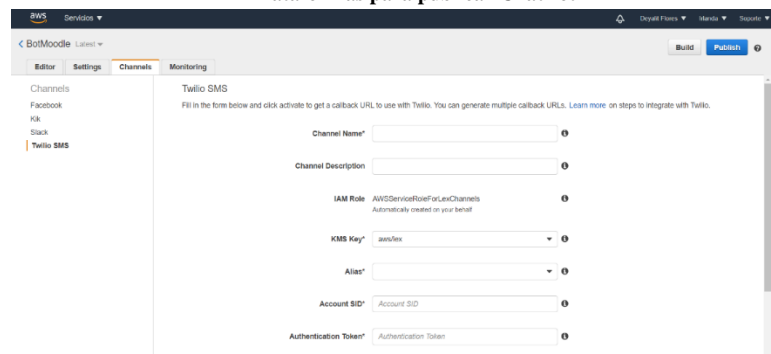 aws Servicios
Deyalit Flores Irlanda Soporte
BotMoodle Latest
Build Publish
Editor Settings Channels Monitoring
Channels
Facebook
Kik
Slack
Twilio SMS
Twilio SMS
Fill in the form below and click activate to get a callback URL to use with Twilio. You can generate multiple callback URLs. Learn more on steps to integrate with Twilio.
Channel Name*
Channel Description
IAM Role AWSServiceRoleForLexChannels
Automatically created on your behalf
KMS Key* aws/lex
Alias*
Account SID* Account SID
Authentication Token* Authentication Token